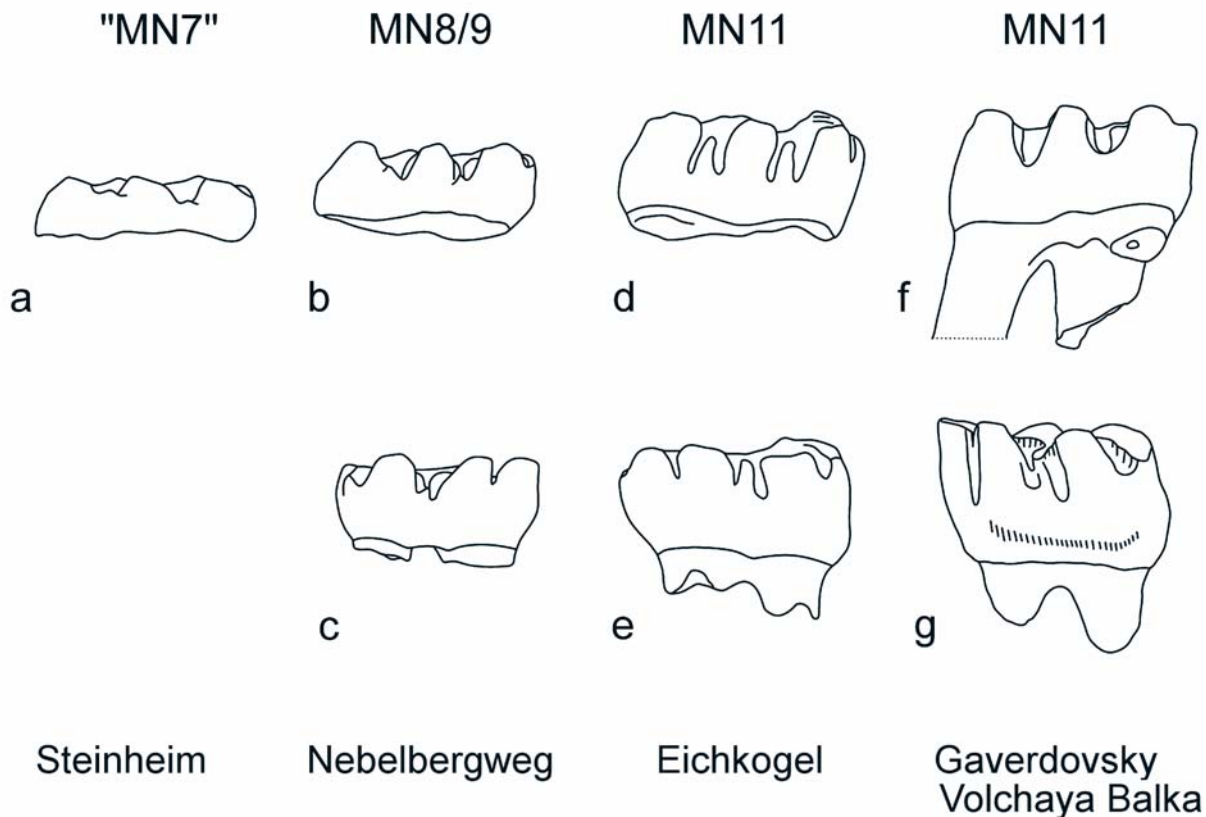 "MN7" MN8/9 MN11 MN11
a b d f
c e g
Steinheim Nebelbergweg Eichkogel Gaverdovsky
Volchaya Balka